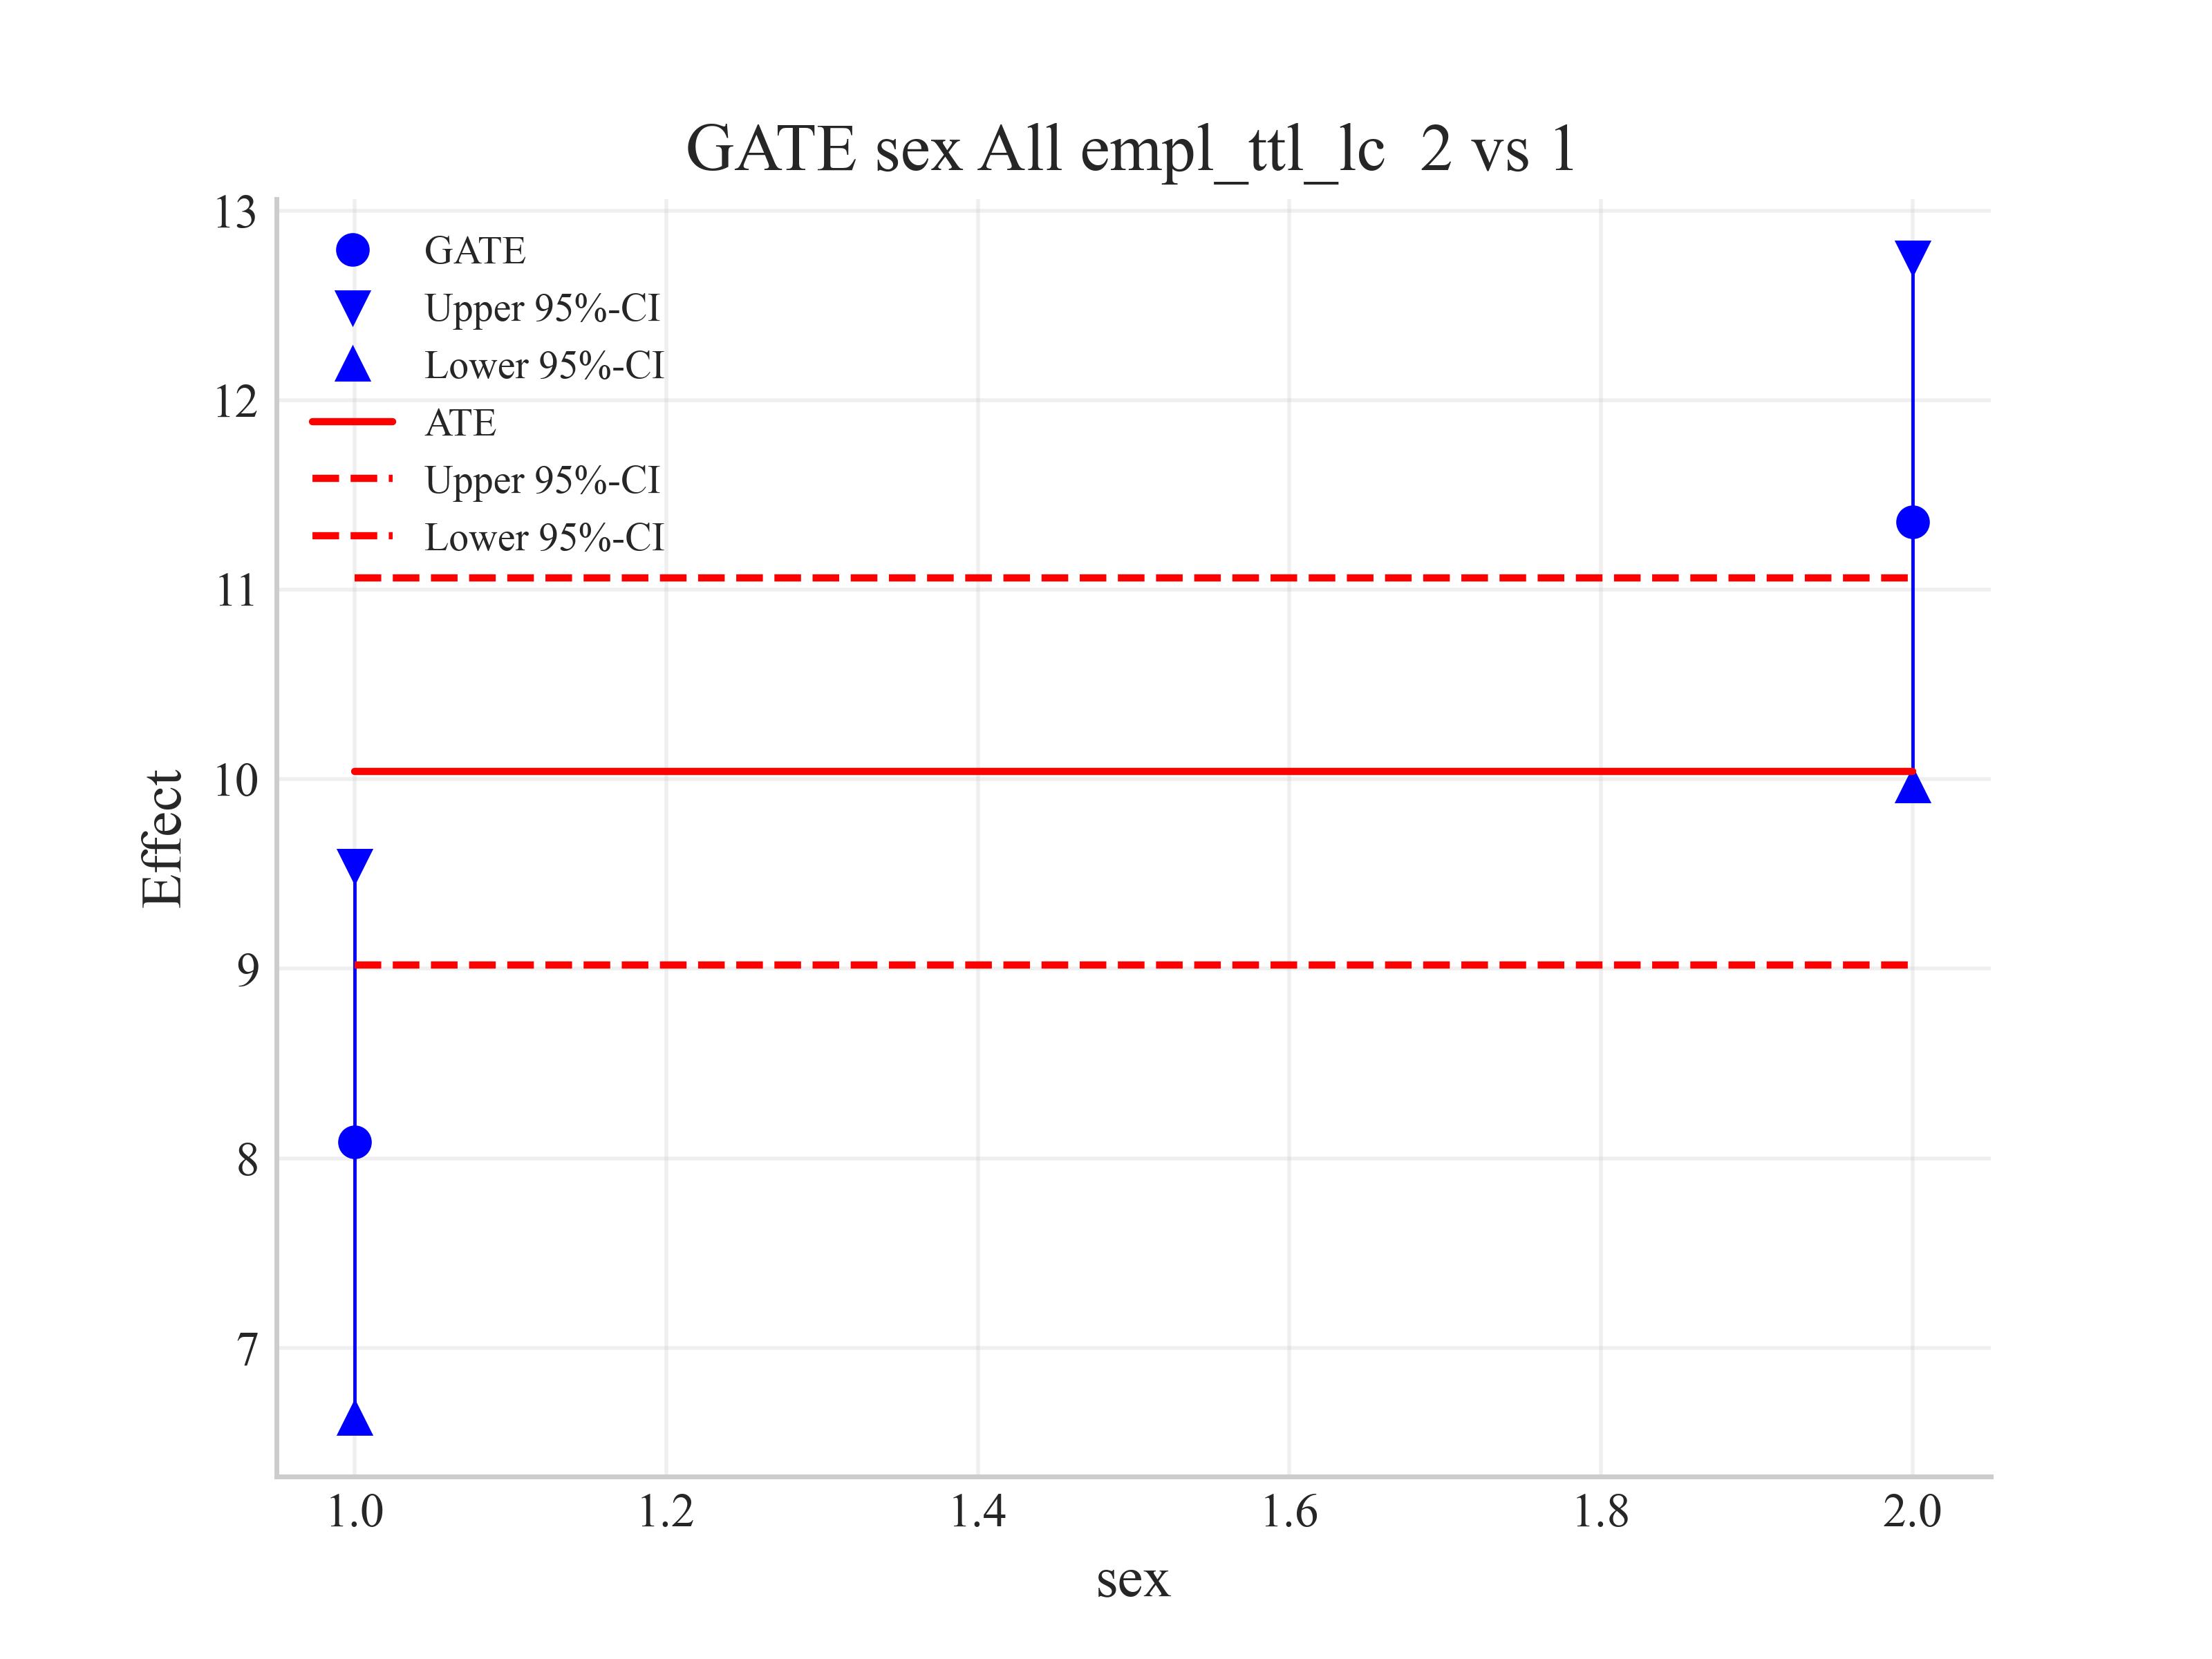 GATE sex All empl_ttl_lc  2 vs 1
13
12
11
10
9
8
7
Effect
GATE
Upper 95%-CI
Lower 95%-CI
ATE
Upper 95%-CI
Lower 95%-CI
1.0 1.2 1.4 1.6 1.8 2.0
sex